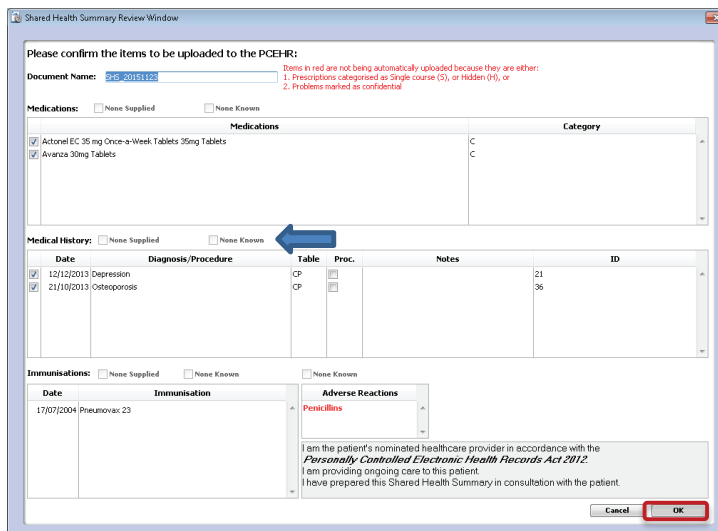 Shared Health Summary Review Window
Please confirm the items to be uploaded to the PCEHR:
Items in red are not being automatically uploaded because they are either:
Document Name: SHS_20151123
1. Prescriptions categorised as Single course (S), or Hidden (H), or
2. Problems marked as confidential
Medications: None Supplied None Known
Medications Category
Actonel EC 35 mg Once-a-Week Tablets 35mg Tablets C
Avanza 30mg Tablets C
Medical History: None Supplied None Known
Date Diagnosis/Procedure Table Proc. Notes ID
12/12/2013 Depression CP 21
21/10/2013 Osteoporosis CP 36
Immunisations: None Supplied None Known None Known
Date Immunisation Adverse Reactions
17/07/2004 Pneumovax 23 Penicillins
I am the patient's nominated healthcare provider in accordance with the
Personally Controlled Electronic Health Records Act 2012.
I am providing ongoing care to this patient.
I have prepared this Shared Health Summary in consultation with the patient.
Cancel OK